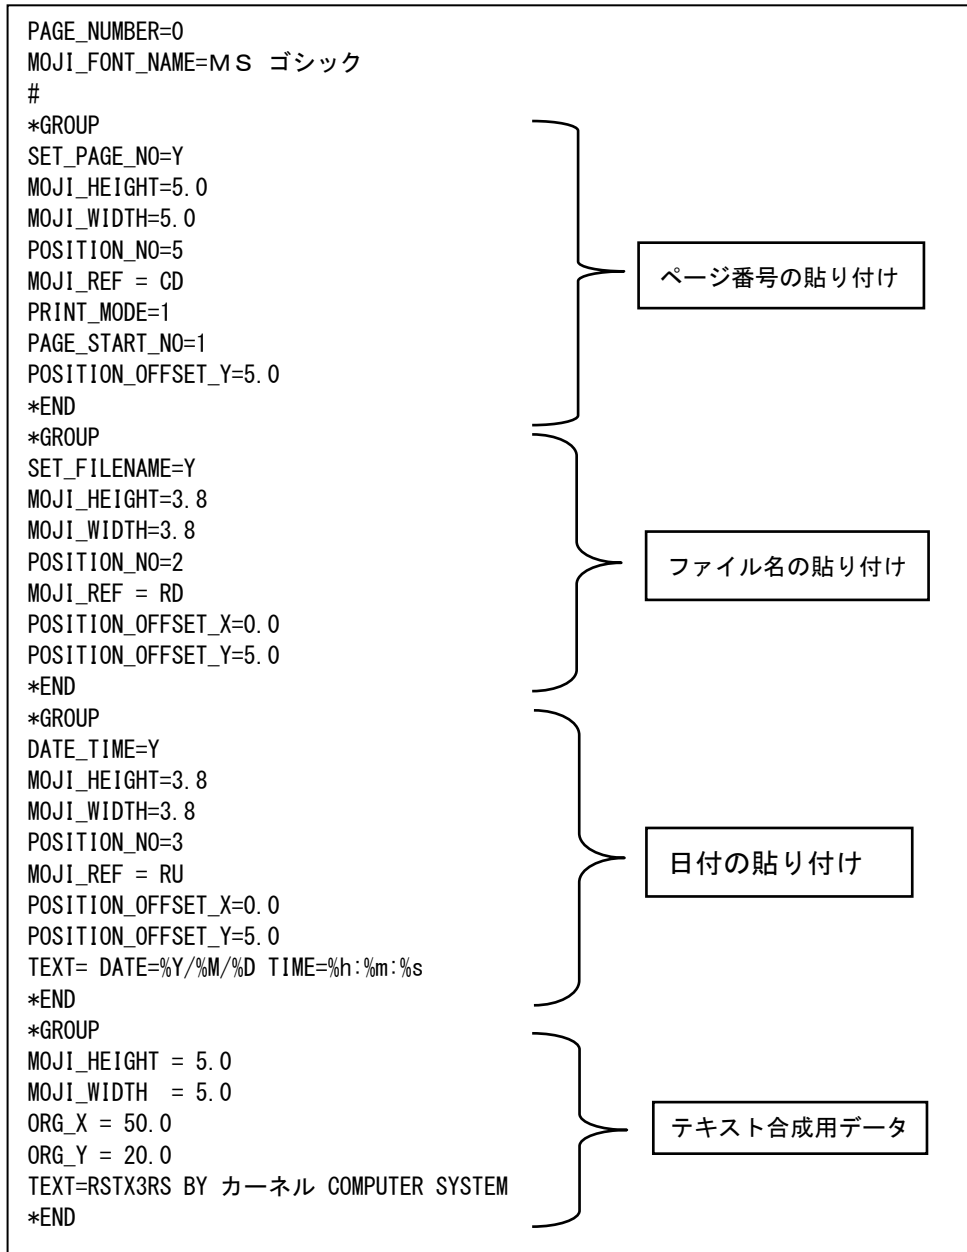 PAGE_NUMBER=0
MOJI_FONT_NAME=ＭＳ ゴシック
#
*GROUP
SET_PAGE_NO=Y
MOJI_HEIGHT=5.0
MOJI_WIDTH=5.0
POSITION_NO=5
MOJI_REF = CD
PRINT_MODE=1
PAGE_START_NO=1
POSITION_OFFSET_Y=5.0
*END
ページ番号の貼り付け
*GROUP
SET_FILENAME=Y
MOJI_HEIGHT=3.8
MOJI_WIDTH=3.8
POSITION_NO=2
MOJI_REF = RD
POSITION_OFFSET_X=0.0
POSITION_OFFSET_Y=5.0
*END
ファイル名の貼り付け
*GROUP
DATE_TIME=Y
MOJI_HEIGHT=3.8
MOJI_WIDTH=3.8
POSITION_NO=3
MOJI_REF = RU
POSITION_OFFSET_X=0.0
POSITION_OFFSET_Y=5.0
TEXT= DATE=%Y/%M/%D TIME=%h:%m:%s
*END
日付の貼り付け
*GROUP
MOJI_HEIGHT = 5.0
MOJI_WIDTH  = 5.0
ORG_X = 50.0
ORG_Y = 20.0
TEXT=RSTX3RS BY カーネル COMPUTER SYSTEM
*END
テキスト合成用データ